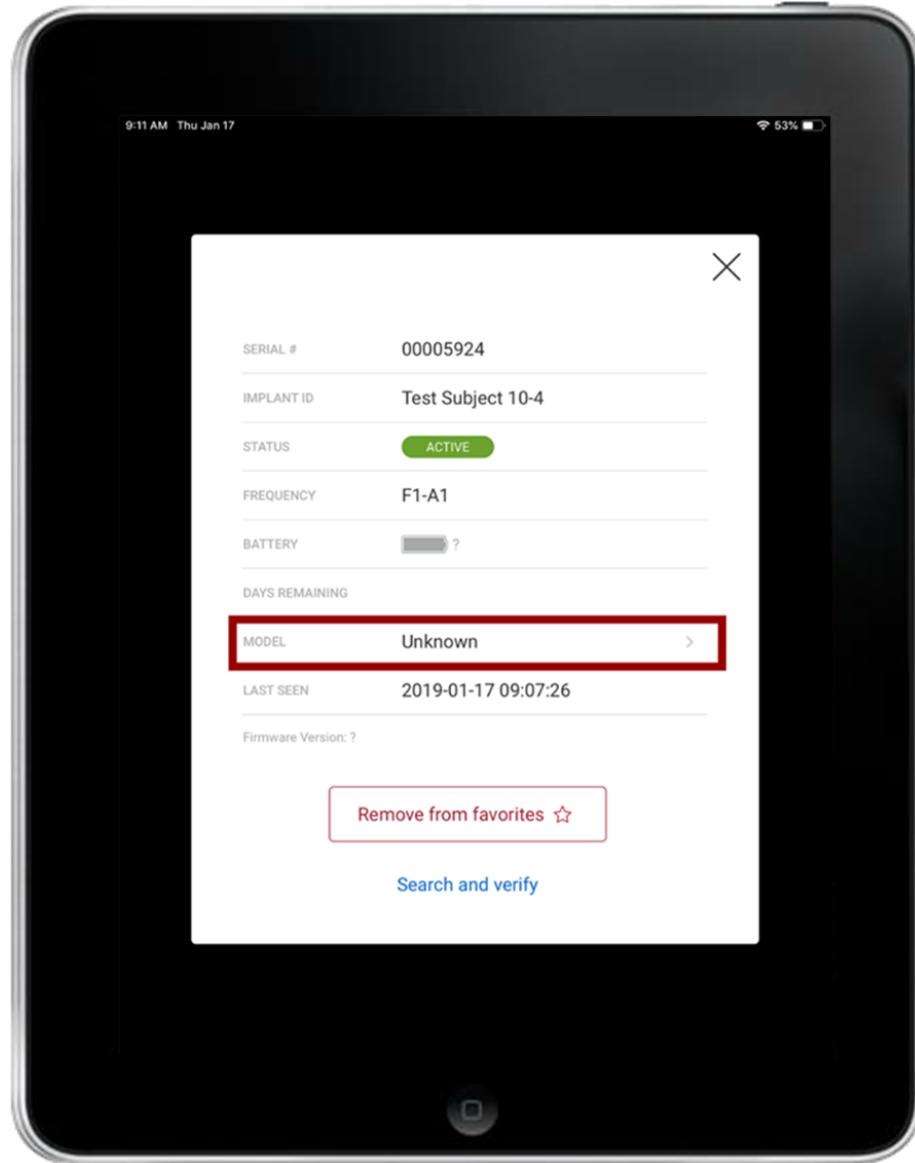 9:11 AM Thu Jan 17 53%
SERIAL # 00005924
IMPLANT ID Test Subject 10-4
STATUS ACTIVE
FREQUENCY F1-A1
BATTERY ?
DAYS REMAINING
MODEL Unknown >
LAST SEEN 2019-01-17 09:07:26
Firmware Version: ?
Remove from favorites ☆
Search and verify